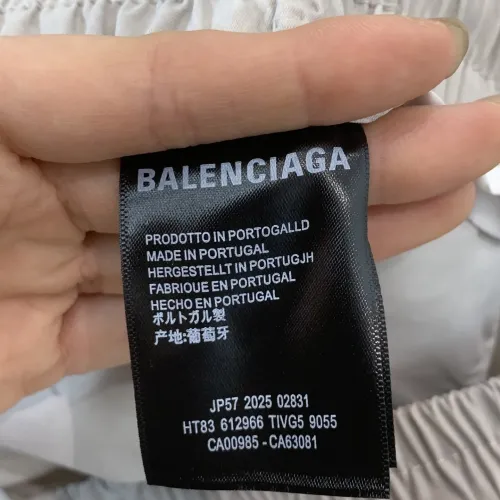 BALENCIAGA
PRODOTTO IN PORTOGALLD
MADE IN PORTUGAL
HERGESTELLT IN PORTUGJH
FABRIQUE EN PORTUGAL
HECHO EN PORTUGAL
ポルトガル製
产地:葡萄牙
JP57 2025 02831
HT83 612966 TIVG5 9055
CA00985 - CA63081